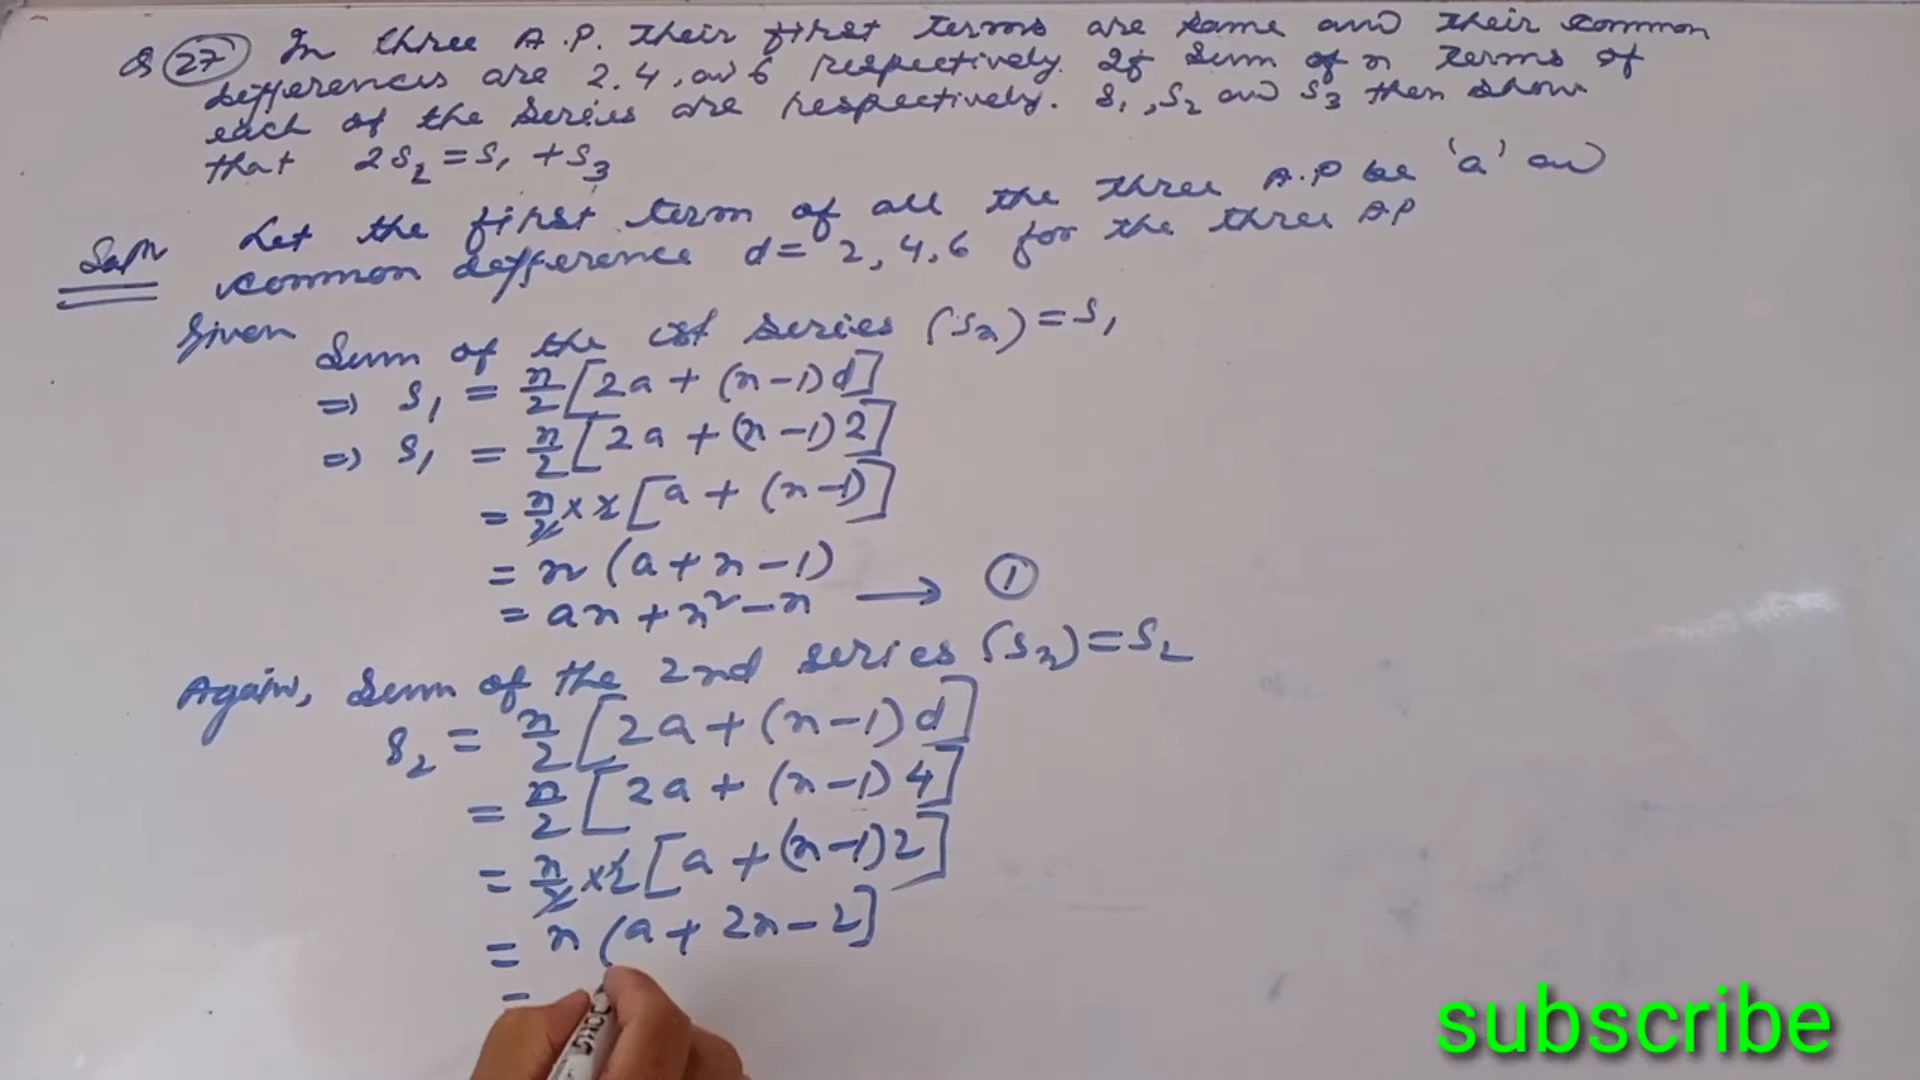 Q 27 In three A.P. their first terms are same and their common
differences are 2, 4, and 6 respectively. If Sum of n terms of
each of the series are respectively. S₁, S₂ and S₃ then show
that 2S₂ = S₁ + S₃
Soln Let the first term of all the three A.P be 'a' and
common difference d = 2, 4, 6 for the three AP
Given
Sum of the ist series (Sn) = S₁
=> S₁ = n/2 [2a + (n-1)d]
=> S₁ = n/2 [2a + (n-1)2]
= n/2 × 2 [a + (n-1)]
= n (a + n - 1)
= an + n² - n → ①
Again, Sum of the 2nd series (Sn) = S₂
S₂ = n/2 [2a + (n-1)d]
= n/2 [2a + (n-1)4]
= n/2 × 2 [a + (n-1)2]
= n (a + 2n - 2]
=
subscribe